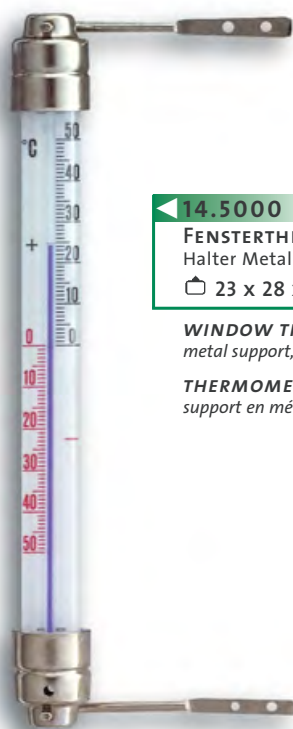 °C
50
40
30
+
20
10
0
0
10
20
30
−
40
50
14.5000
FENSTERTH
Halter Metal
23 x 28
WINDOW T
metal support,
THERMOME
support en mé